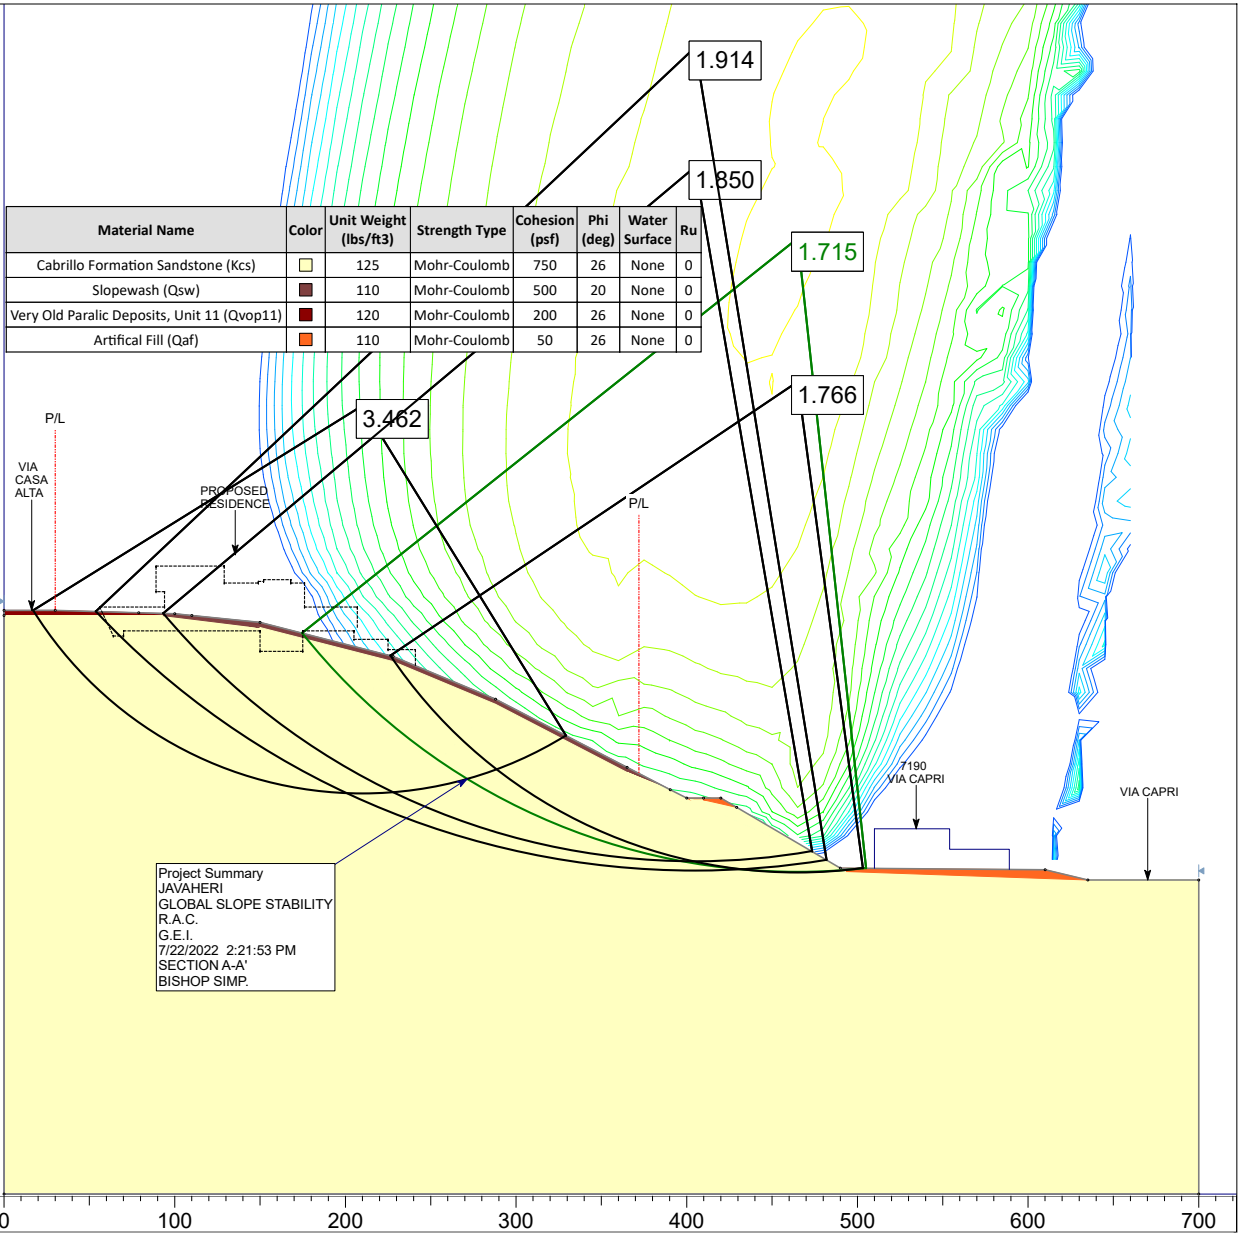 1.914
1.850
Material Name Color Unit Weight (lbs/ft3) Strength Type Cohesion (psf) Phi (deg) Water Surface Ru
Cabrillo Formation Sandstone (Kcs) 125 Mohr-Coulomb 750 26 None 0
Slopewash (Qsw) 110 Mohr-Coulomb 500 20 None 0
Very Old Paralic Deposits, Unit 11 (Qvop11) 120 Mohr-Coulomb 200 26 None 0
Artifical Fill (Qaf) 110 Mohr-Coulomb 50 26 None 0
1.715
1.766
3.462
P/L
VIA
CASA
ALTA
PROPOSED
RESIDENCE
P/L
7190
VIA CAPRI
VIA CAPRI
Project Summary
JAVAHERI
GLOBAL SLOPE STABILITY
R.A.C.
G.E.I.
7/22/2022 2:21:53 PM
SECTION A-A'
BISHOP SIMP.
0 100 200 300 400 500 600 700